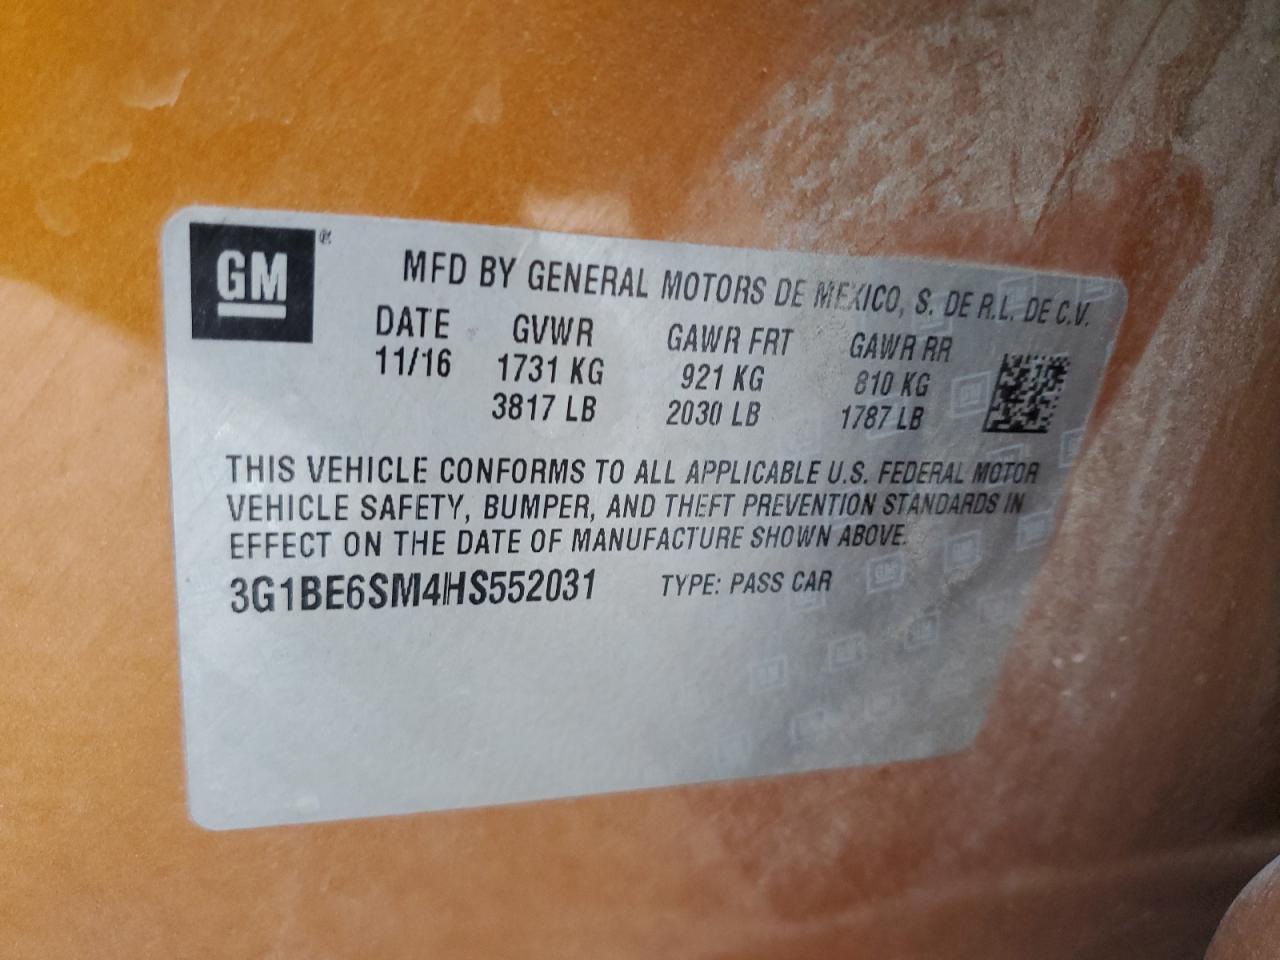 GM ®
MFD BY GENERAL MOTORS DE MEXICO, S. DE R.L. DE C.V.
DATE GVWR GAWR FRT GAWR RR
11/16 1731 KG 921 KG 810 KG
3817 LB 2030 LB 1787 LB
THIS VEHICLE CONFORMS TO ALL APPLICABLE U.S. FEDERAL MOTOR
VEHICLE SAFETY, BUMPER, AND THEFT PREVENTION STANDARDS IN
EFFECT ON THE DATE OF MANUFACTURE SHOWN ABOVE.
3G1BE6SM4HS552031 TYPE: PASS CAR